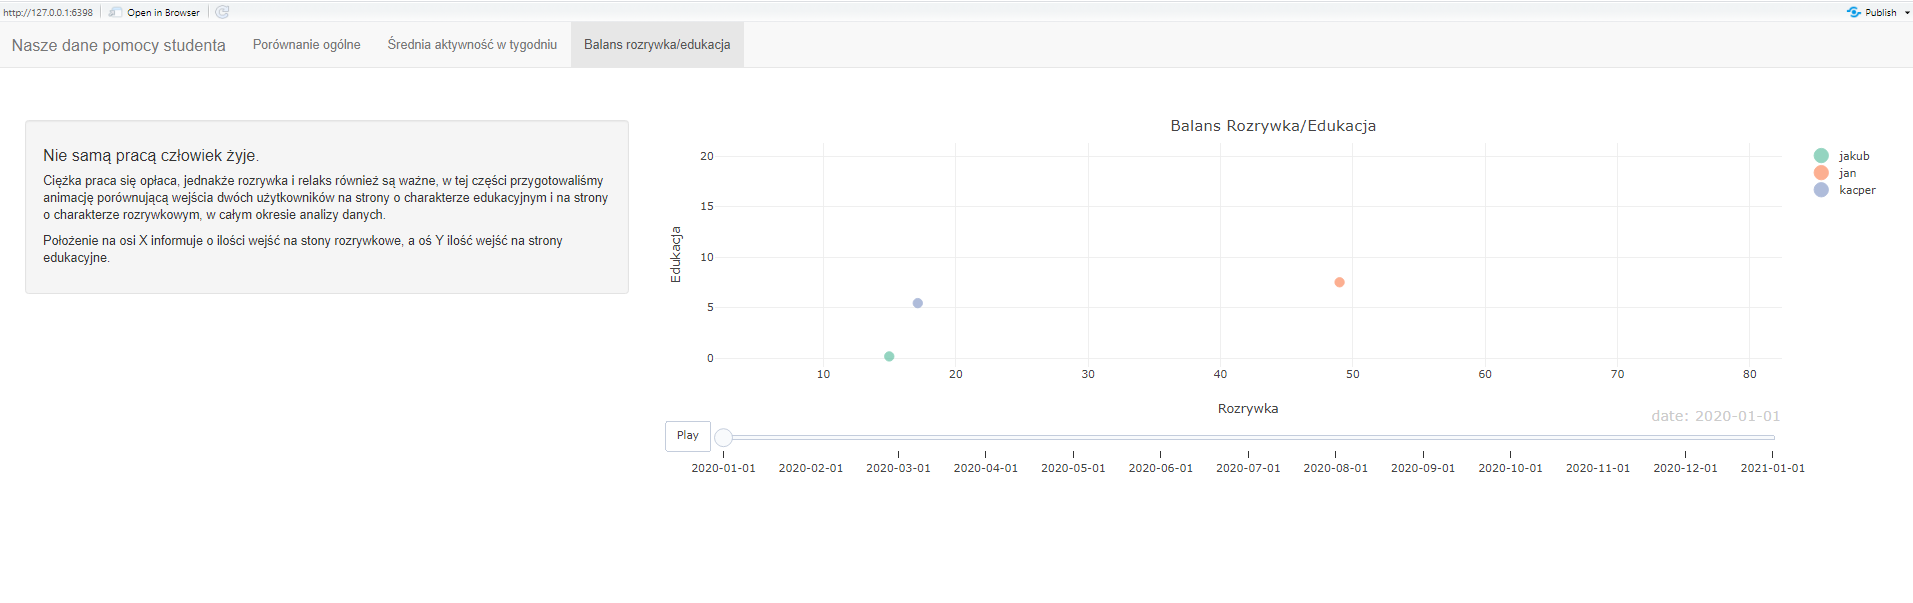 http://127.0.0.1:6398 Open in Browser Publish
Nasze dane pomocy studenta Porównanie ogólne Średnia aktywność w tygodniu Balans rozrywka/edukacja
Nie samą pracą człowiek żyje.
Ciężka praca się opłaca, jednakże rozrywka i relaks również są ważne, w tej części przygotowaliśmy
animację porównującą wejścia dwóch użytkowników na strony o charakterze edukacyjnym i na strony
o charakterze rozrywkowym, w całym okresie analizy danych.
Położenie na osi X informuje o ilości wejść na stony rozrywkowe, a oś Y ilość wejść na strony
edukacyjne.
Balans Rozrywka/Edukacja
20
15
10
5
0
Edukacja
10 20 30 40 50 60 70 80
Rozrywka
jakub
jan
kacper
date: 2020-01-01
Play
2020-01-01 2020-02-01 2020-03-01 2020-04-01 2020-05-01 2020-06-01 2020-07-01 2020-08-01 2020-09-01 2020-10-01 2020-11-01 2020-12-01 2021-01-01